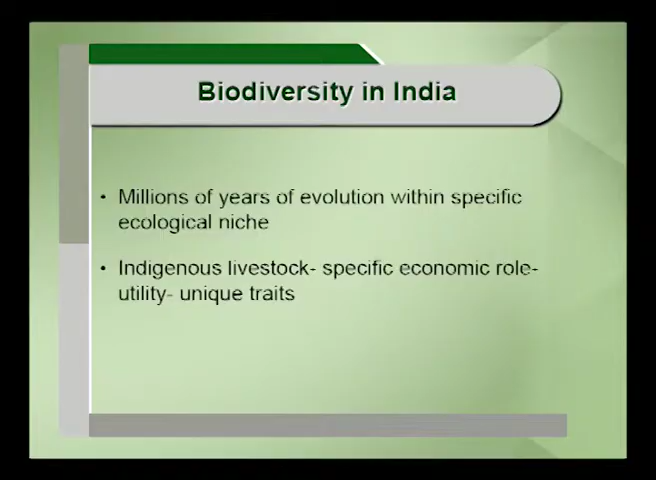 Biodiversity in India
• Millions of years of evolution within specific
ecological niche
• Indigenous livestock- specific economic role-
utility- unique traits